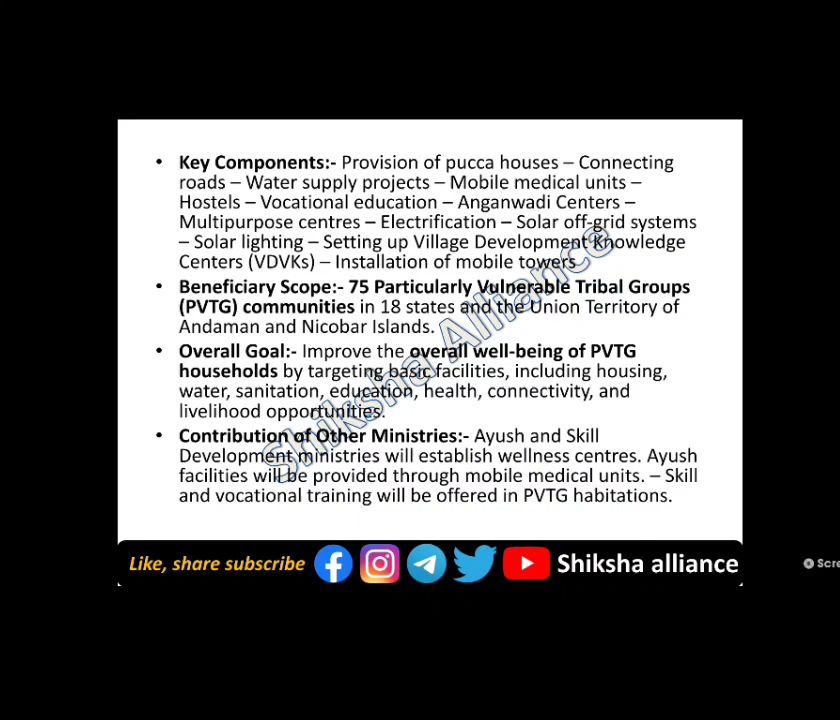 • Key Components:- Provision of pucca houses – Connecting
roads – Water supply projects – Mobile medical units –
Hostels – Vocational education – Anganwadi Centers –
Multipurpose centres – Electrification – Solar off-grid systems
– Solar lighting – Setting up Village Development Knowledge
Centers (VDVKs) – Installation of mobile towers
• Beneficiary Scope:- 75 Particularly Vulnerable Tribal Groups
(PVTG) communities in 18 states and the Union Territory of
Andaman and Nicobar Islands.
• Overall Goal:- Improve the overall well-being of PVTG
households by targeting basic facilities, including housing,
water, sanitation, education, health, connectivity, and
livelihood opportunities.
• Contribution of Other Ministries:- Ayush and Skill
Development ministries will establish wellness centres. Ayush
facilities will be provided through mobile medical units. – Skill
and vocational training will be offered in PVTG habitations.
Shiksha Alliance
Like, share subscribe
Shiksha alliance